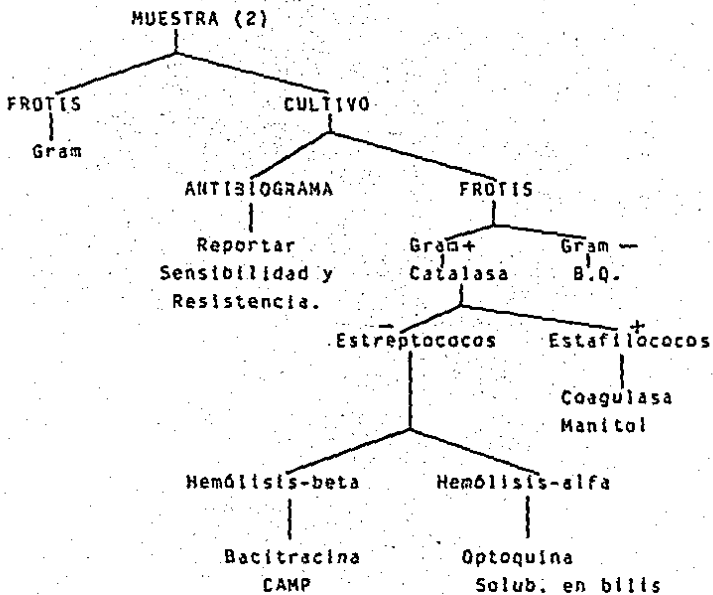 MUESTRA (2)
FROTIS CULTIVO
Gram
ANTIBIOGRAMA FROTIS
Reportar
Sensibilidad y
Resistencia.
Gram+ Gram —
Catalasa B.Q.
— +
Estreptococos Estafilococos
Coagulasa
Manitol
Hemólisis-beta Hemólisis-alfa
Bacitracina Optoquina
CAMP Solub. en bilis